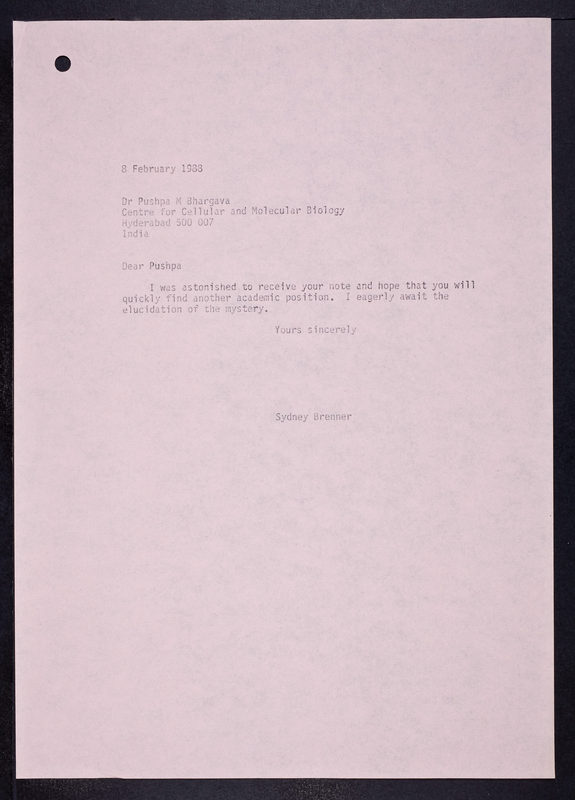 8 February 1988
Dr Pushpa M Bhargava
Centre for Cellular and Molecular Biology
Hyderabad 500 007
India
Dear Pushpa
I was astonished to receive your note and hope that you will
quickly find another academic position. I eagerly await the
elucidation of the mystery.
Yours sincerely
Sydney Brenner